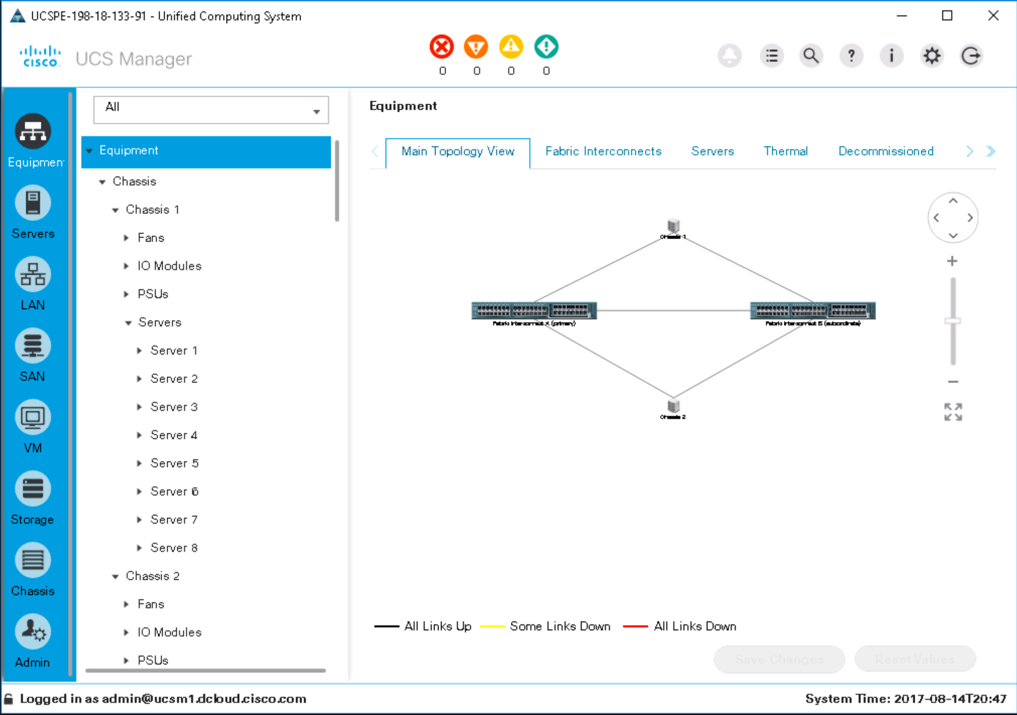 UCSPE-198-18-133-91 - Unified Computing System
CISCO UCS Manager
0 0 0 0
Equipment
Servers
LAN
SAN
VM
Storage
Chassis
Admin
All
Equipment
Chassis
Chassis 1
Fans
IO Modules
PSUs
Servers
Server 1
Server 2
Server 3
Server 4
Server 5
Server 6
Server 7
Server 8
Chassis 2
Fans
IO Modules
PSUs
Equipment
Main Topology View Fabric Interconnects Servers Thermal Decommissioned
Chassis 1
Fabric Interconnect A (primary) Fabric Interconnect B (subordinate)
Chassis 2
All Links Up Some Links Down All Links Down
Save Changes Reset Values
Logged in as admin@ucsm1.dcloud.cisco.com System Time: 2017-08-14T20:47